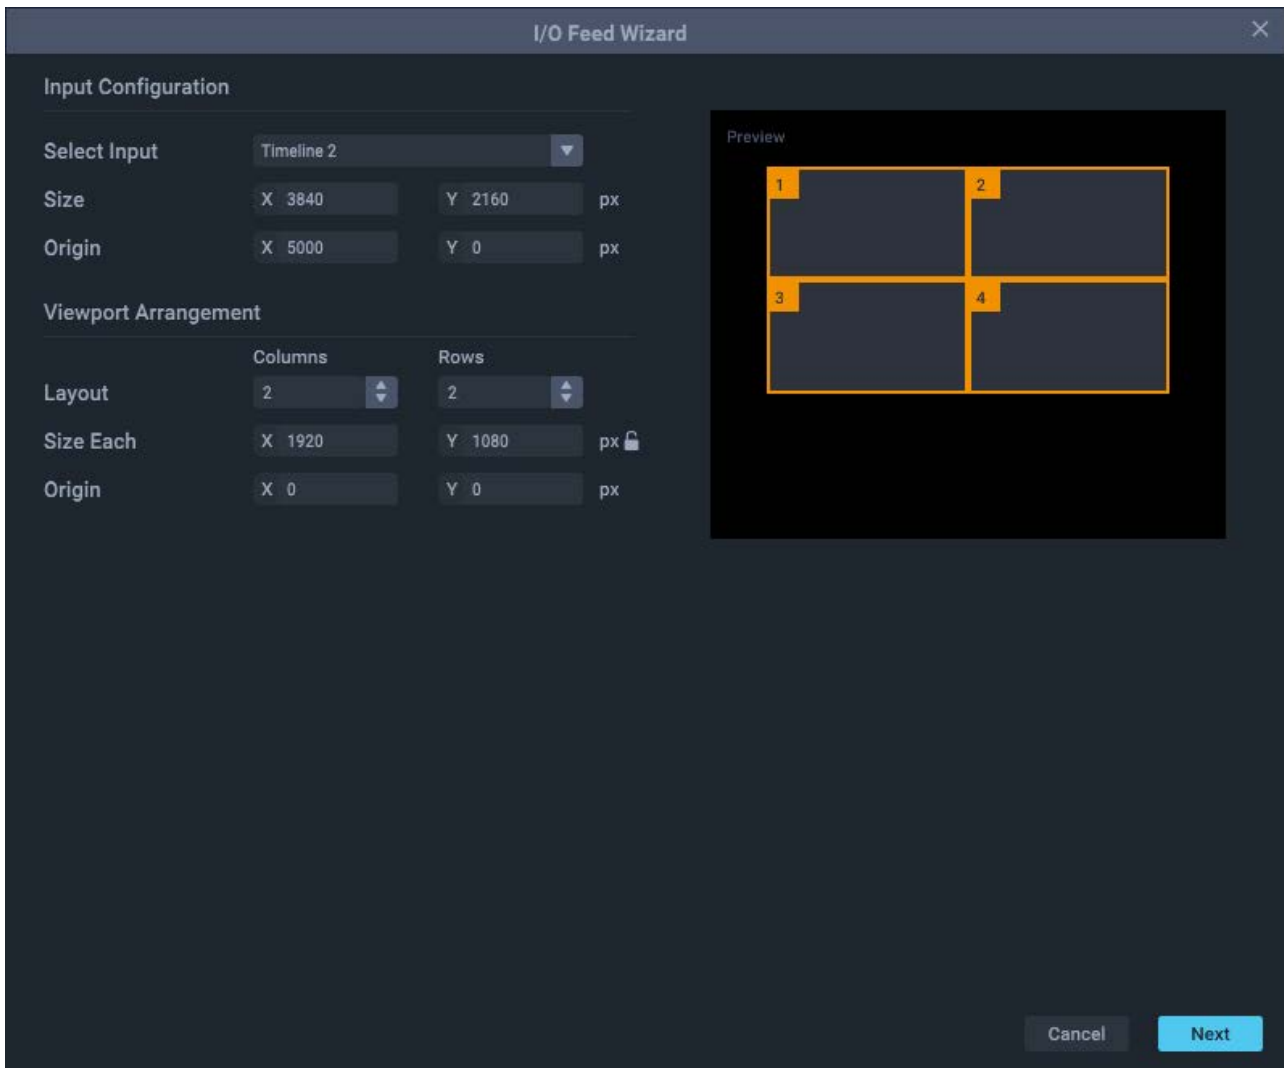 I/O Feed Wizard
Input Configuration
Select Input Timeline 2
Size X 3840 Y 2160 px
Origin X 5000 Y 0 px
Viewport Arrangement
Columns Rows
Layout 2 2
Size Each X 1920 Y 1080 px
Origin X 0 Y 0 px
Preview
1 2
3 4
Cancel Next